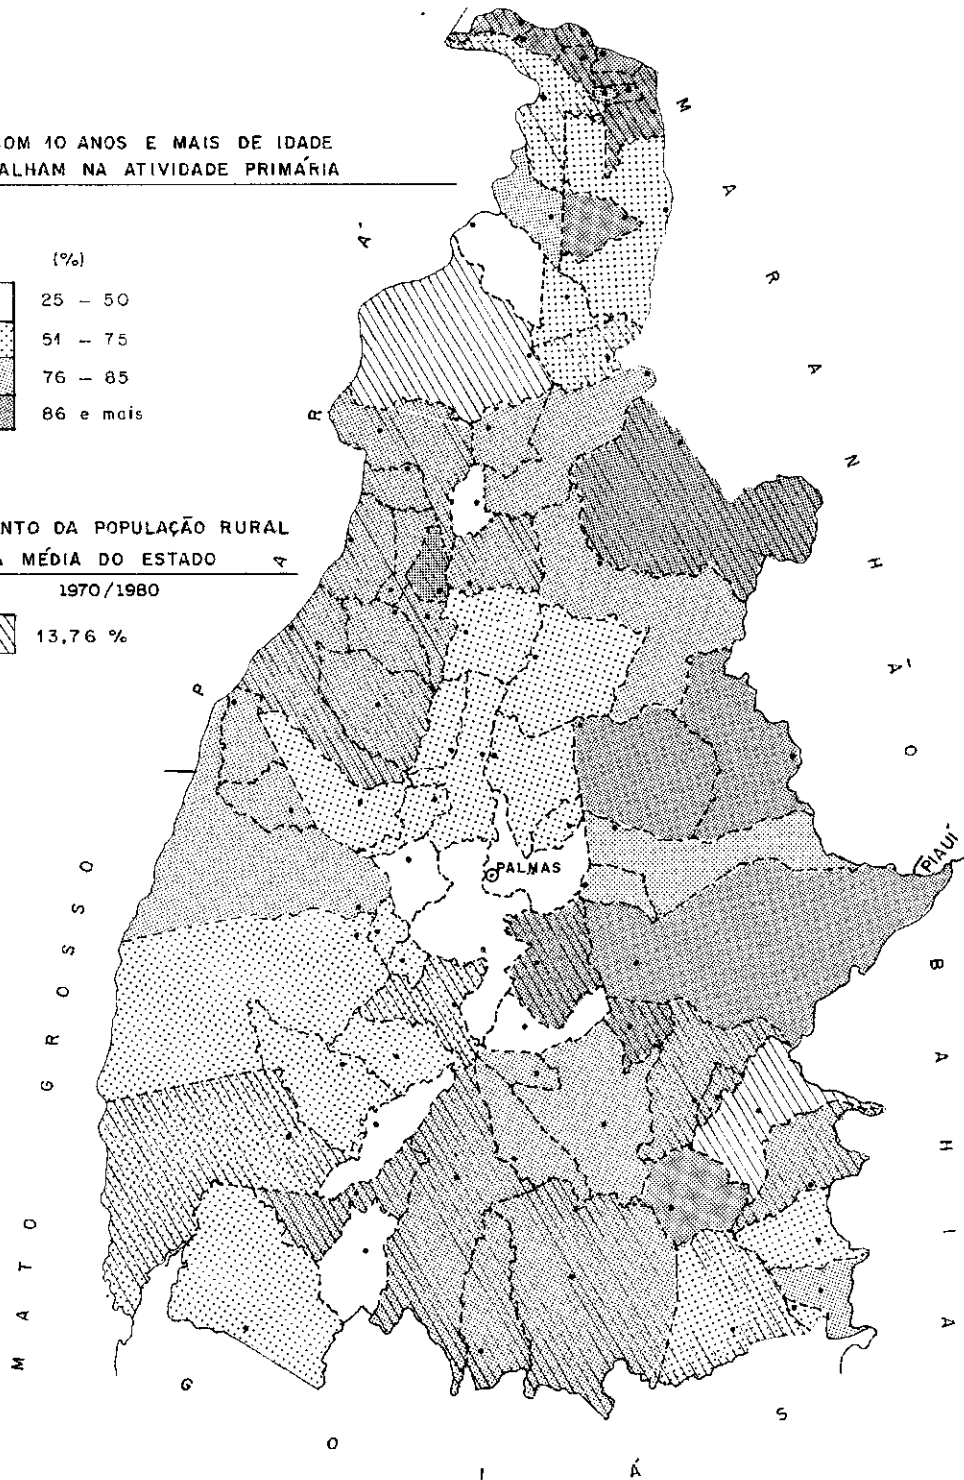 OM 10 ANOS E MAIS DE IDADE
ALHAM NA ATIVIDADE PRIMÁRIA
(%)
25 – 50
51 – 75
76 – 85
86 e mais
NTO DA POPULAÇÃO RURAL
A MÉDIA DO ESTADO
1970/1980
13,76 %
PARÁ
MARANHÃO
PIAUÍ
PALMAS
MATO GROSSO
BAHIA
GOIÁS